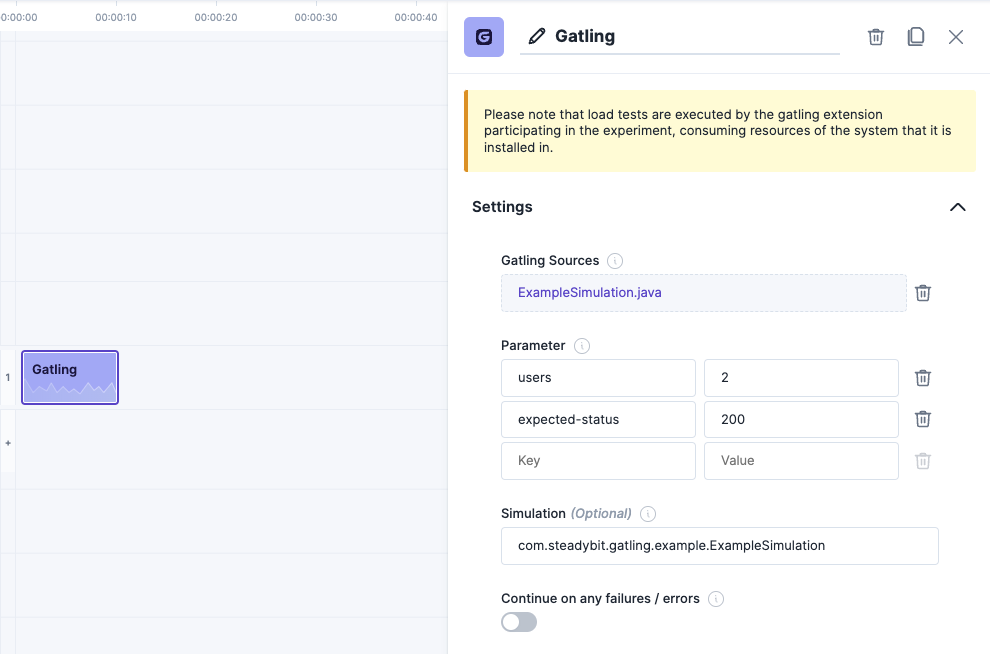 0:00:00 00:00:10 00:00:20 00:00:30 00:00:40
Gatling
Please note that load tests are executed by the gatling extension
participating in the experiment, consuming resources of the system that it is
installed in.
Settings
Gatling Sources
ExampleSimulation.java
Parameter
users 2
expected-status 200
Key Value
Simulation (Optional)
com.steadybit.gatling.example.ExampleSimulation
Continue on any failures / errors
1
Gatling
+